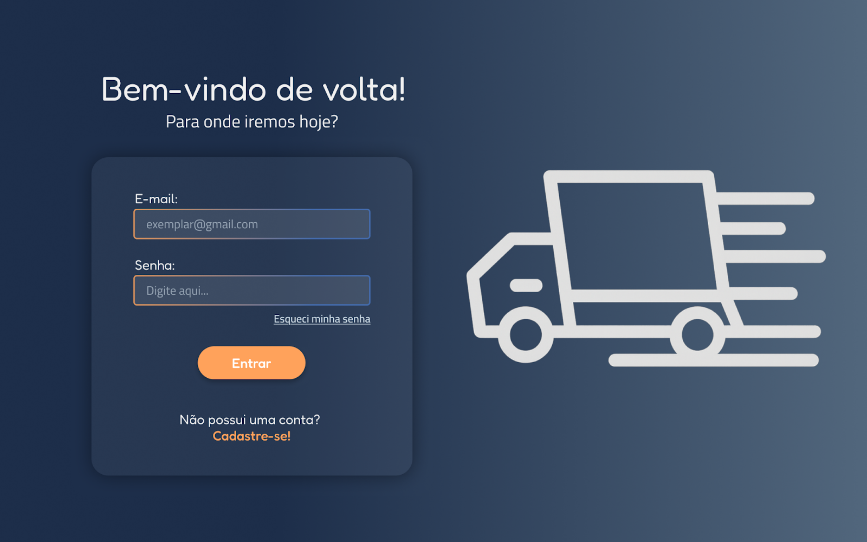 Bem-vindo de volta!
Para onde iremos hoje?
E-mail:
exemplar@gmail.com
Senha:
Digite aqui...
Esqueci minha senha
Entrar
Não possui uma conta?
Cadastre-se!